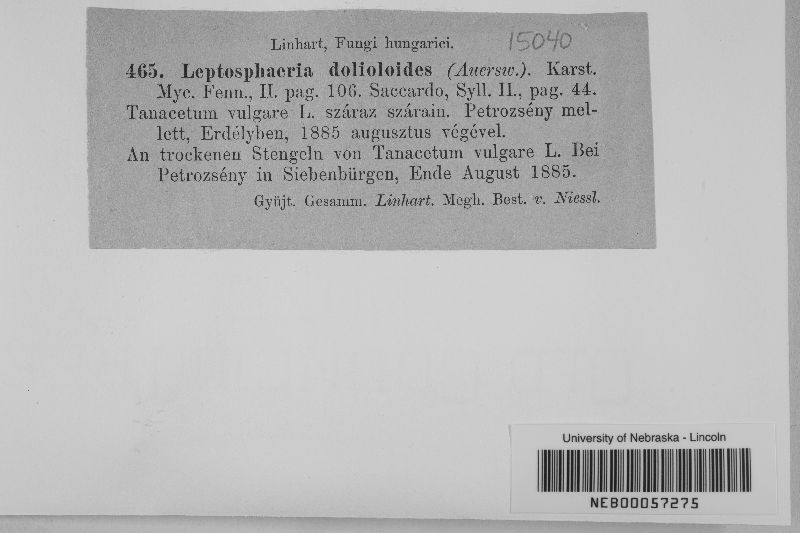 Linhart, Fungi hungarici. 15040
465. Leptosphaeria dolioloides (Auersw.). Karst.
Myc. Fenn., II. pag. 106. Saccardo, Syll. II., pag. 44.
Tanacetum vulgare L. száraz szárain. Petrozsény mel-
lett, Erdélyben, 1885 augusztus végével.
An trockenen Stengeln von Tanacetum vulgare L. Bei
Petrozsény in Siebenbürgen, Ende August 1885.
Gyüjt. Gesamm. Linhart. Megh. Best. v. Niessl.
University of Nebraska - Lincoln
NEB00057275